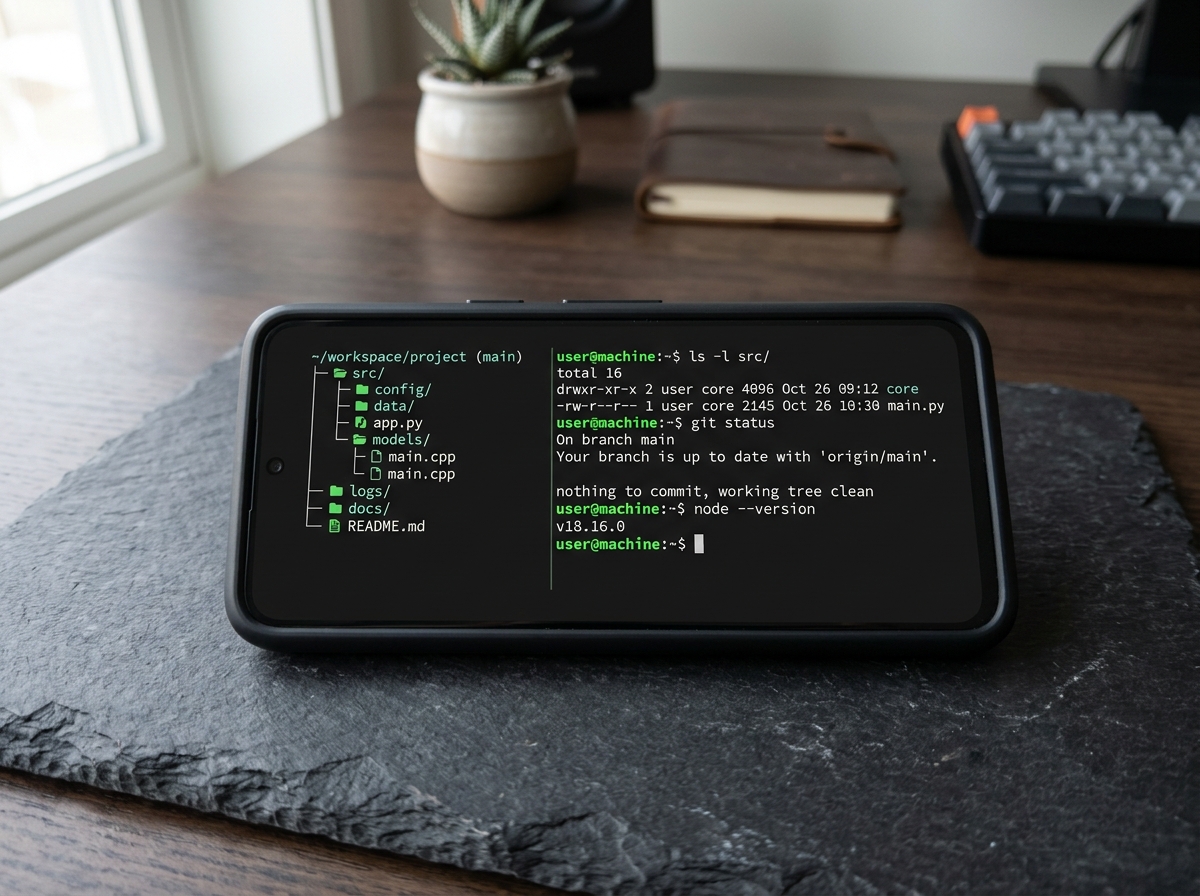 ~/workspace/project (main)
src/
config/
data/
app.py
models/
main.cpp
main.cpp
logs/
docs/
README.md
user@machine:~$ ls -l src/
total 16
drwxr-xr-x 2 user core 4096 Oct 26 09:12 core
-rw-r--r-- 1 user core 2145 Oct 26 10:30 main.py
user@machine:~$ git status
On branch main
Your branch is up to date with 'origin/main'.
nothing to commit, working tree clean
user@machine:~$ node --version
v18.16.0
user@machine:~$